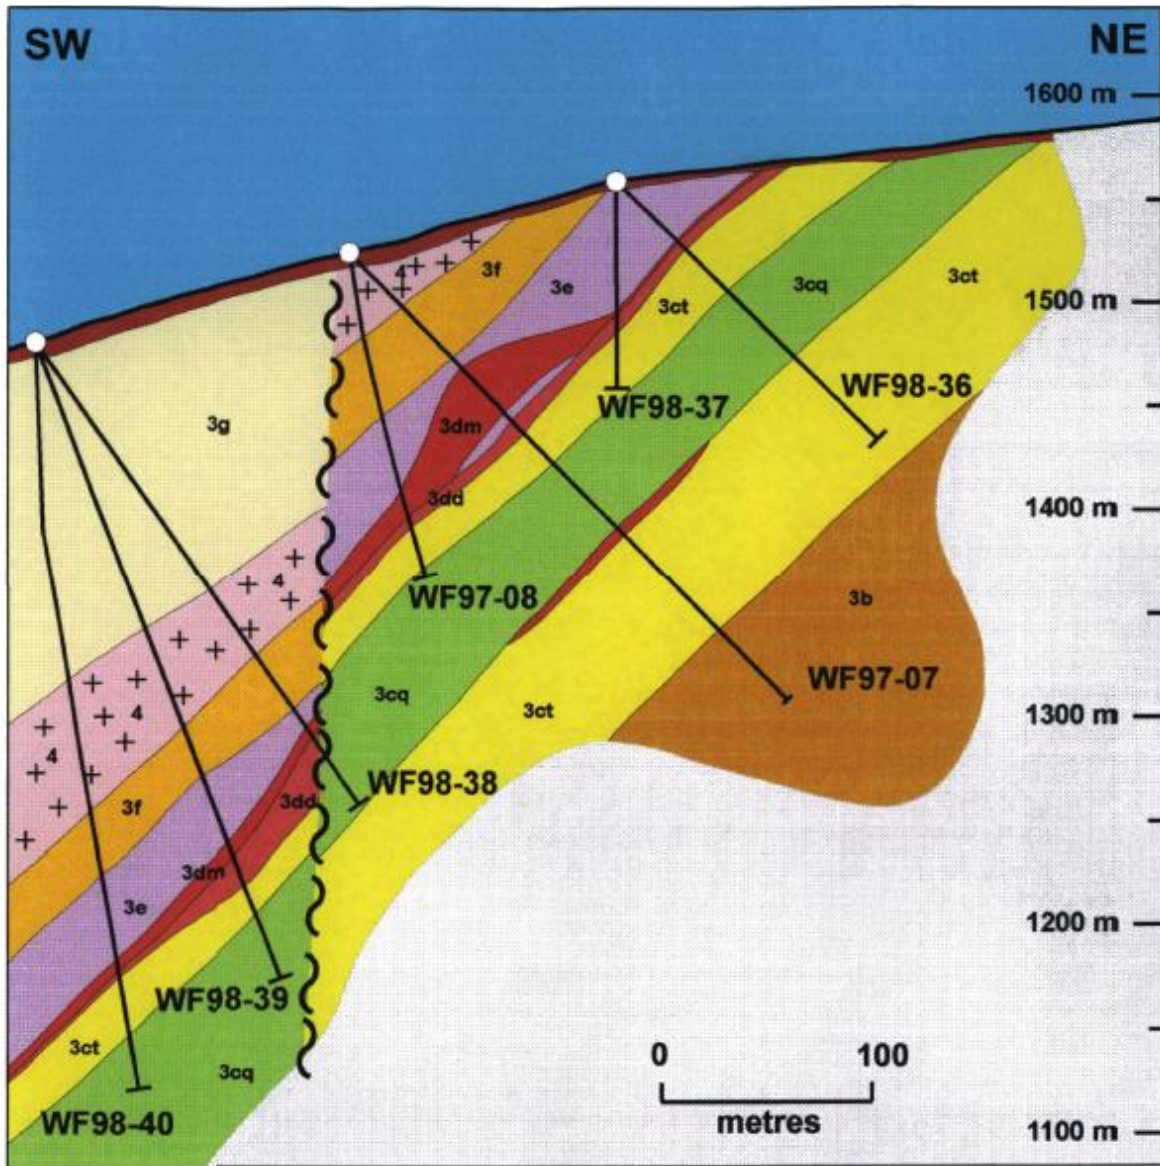 SW
NE
1600 m
4
3f
3e
3ct
3cq
3ct
1500 m
WF98-36
WF98-37
3g
3dm
3dd
1400 m
4
WF97-08
3b
WF97-07
3cq
3ct
1300 m
4
4
WF98-38
3f
3dd
3dm
3e
1200 m
WF98-39
3ct
3cq
0 100
metres
WF98-40
1100 m